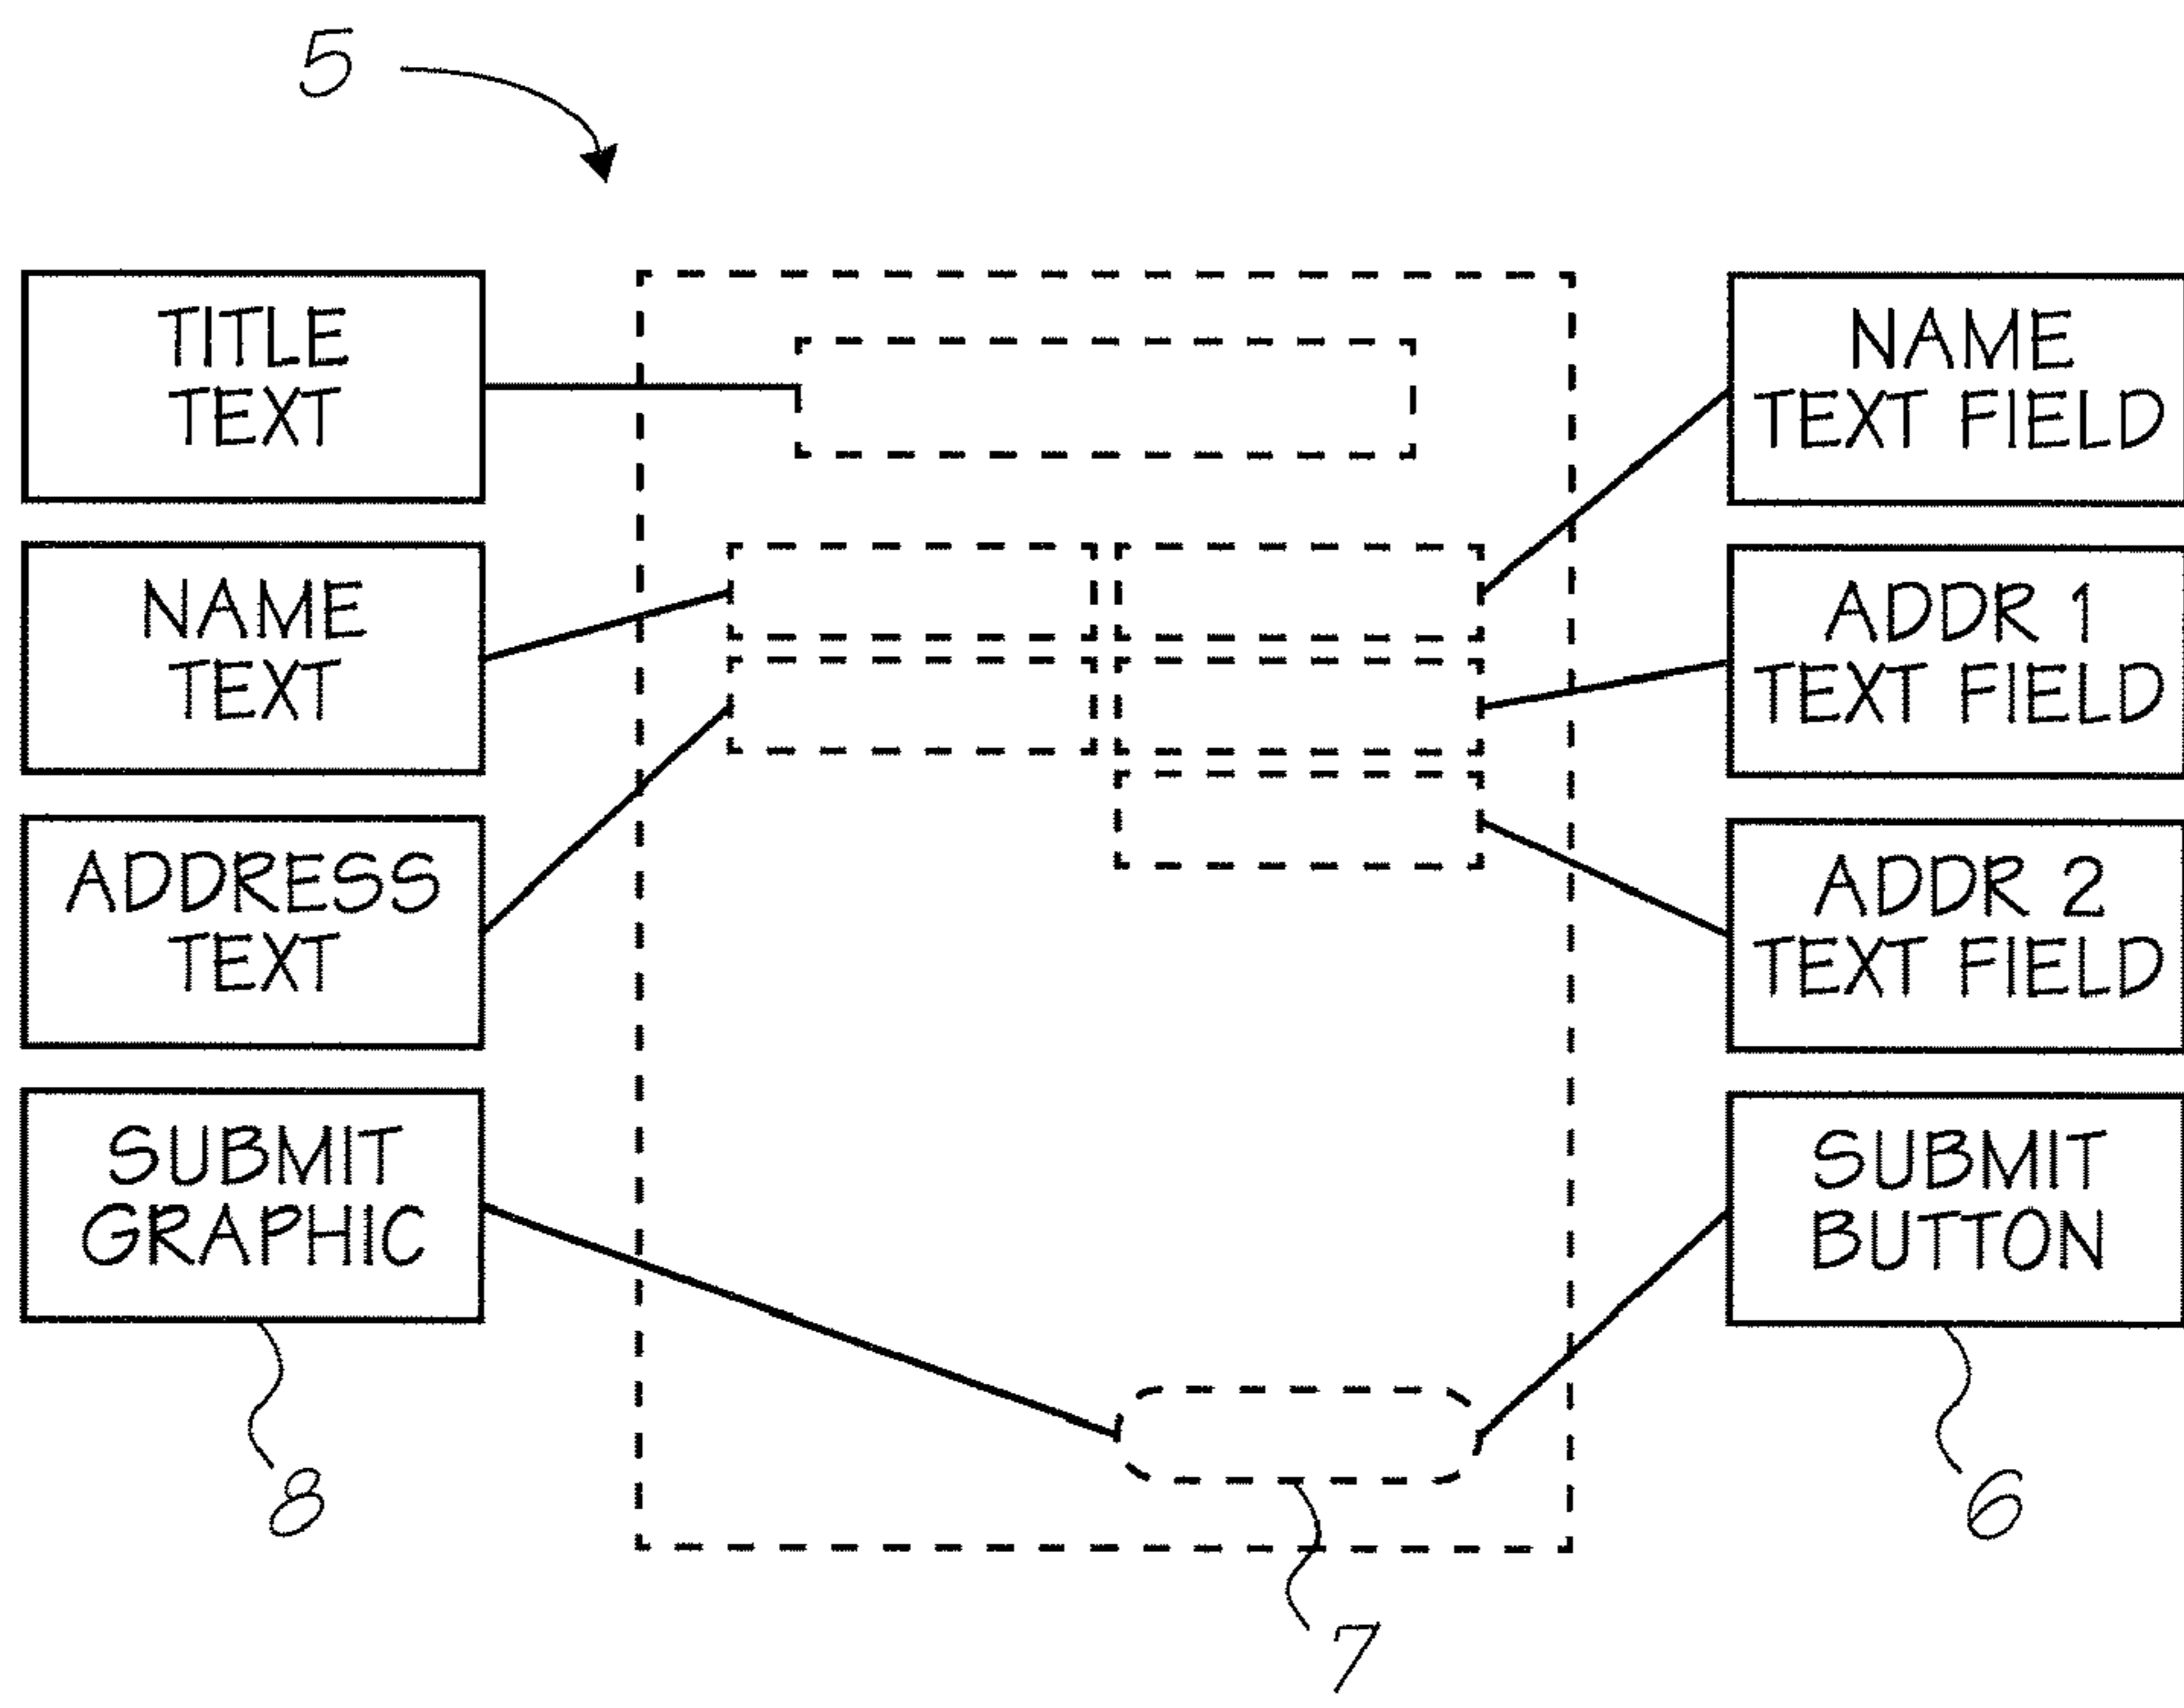 5
TITLE
TEXT
NAME
TEXT
ADDRESS
TEXT
SUBMIT
GRAPHIC
8
NAME
TEXT FIELD
ADDR 1
TEXT FIELD
ADDR 2
TEXT FIELD
SUBMIT
BUTTON
6
7